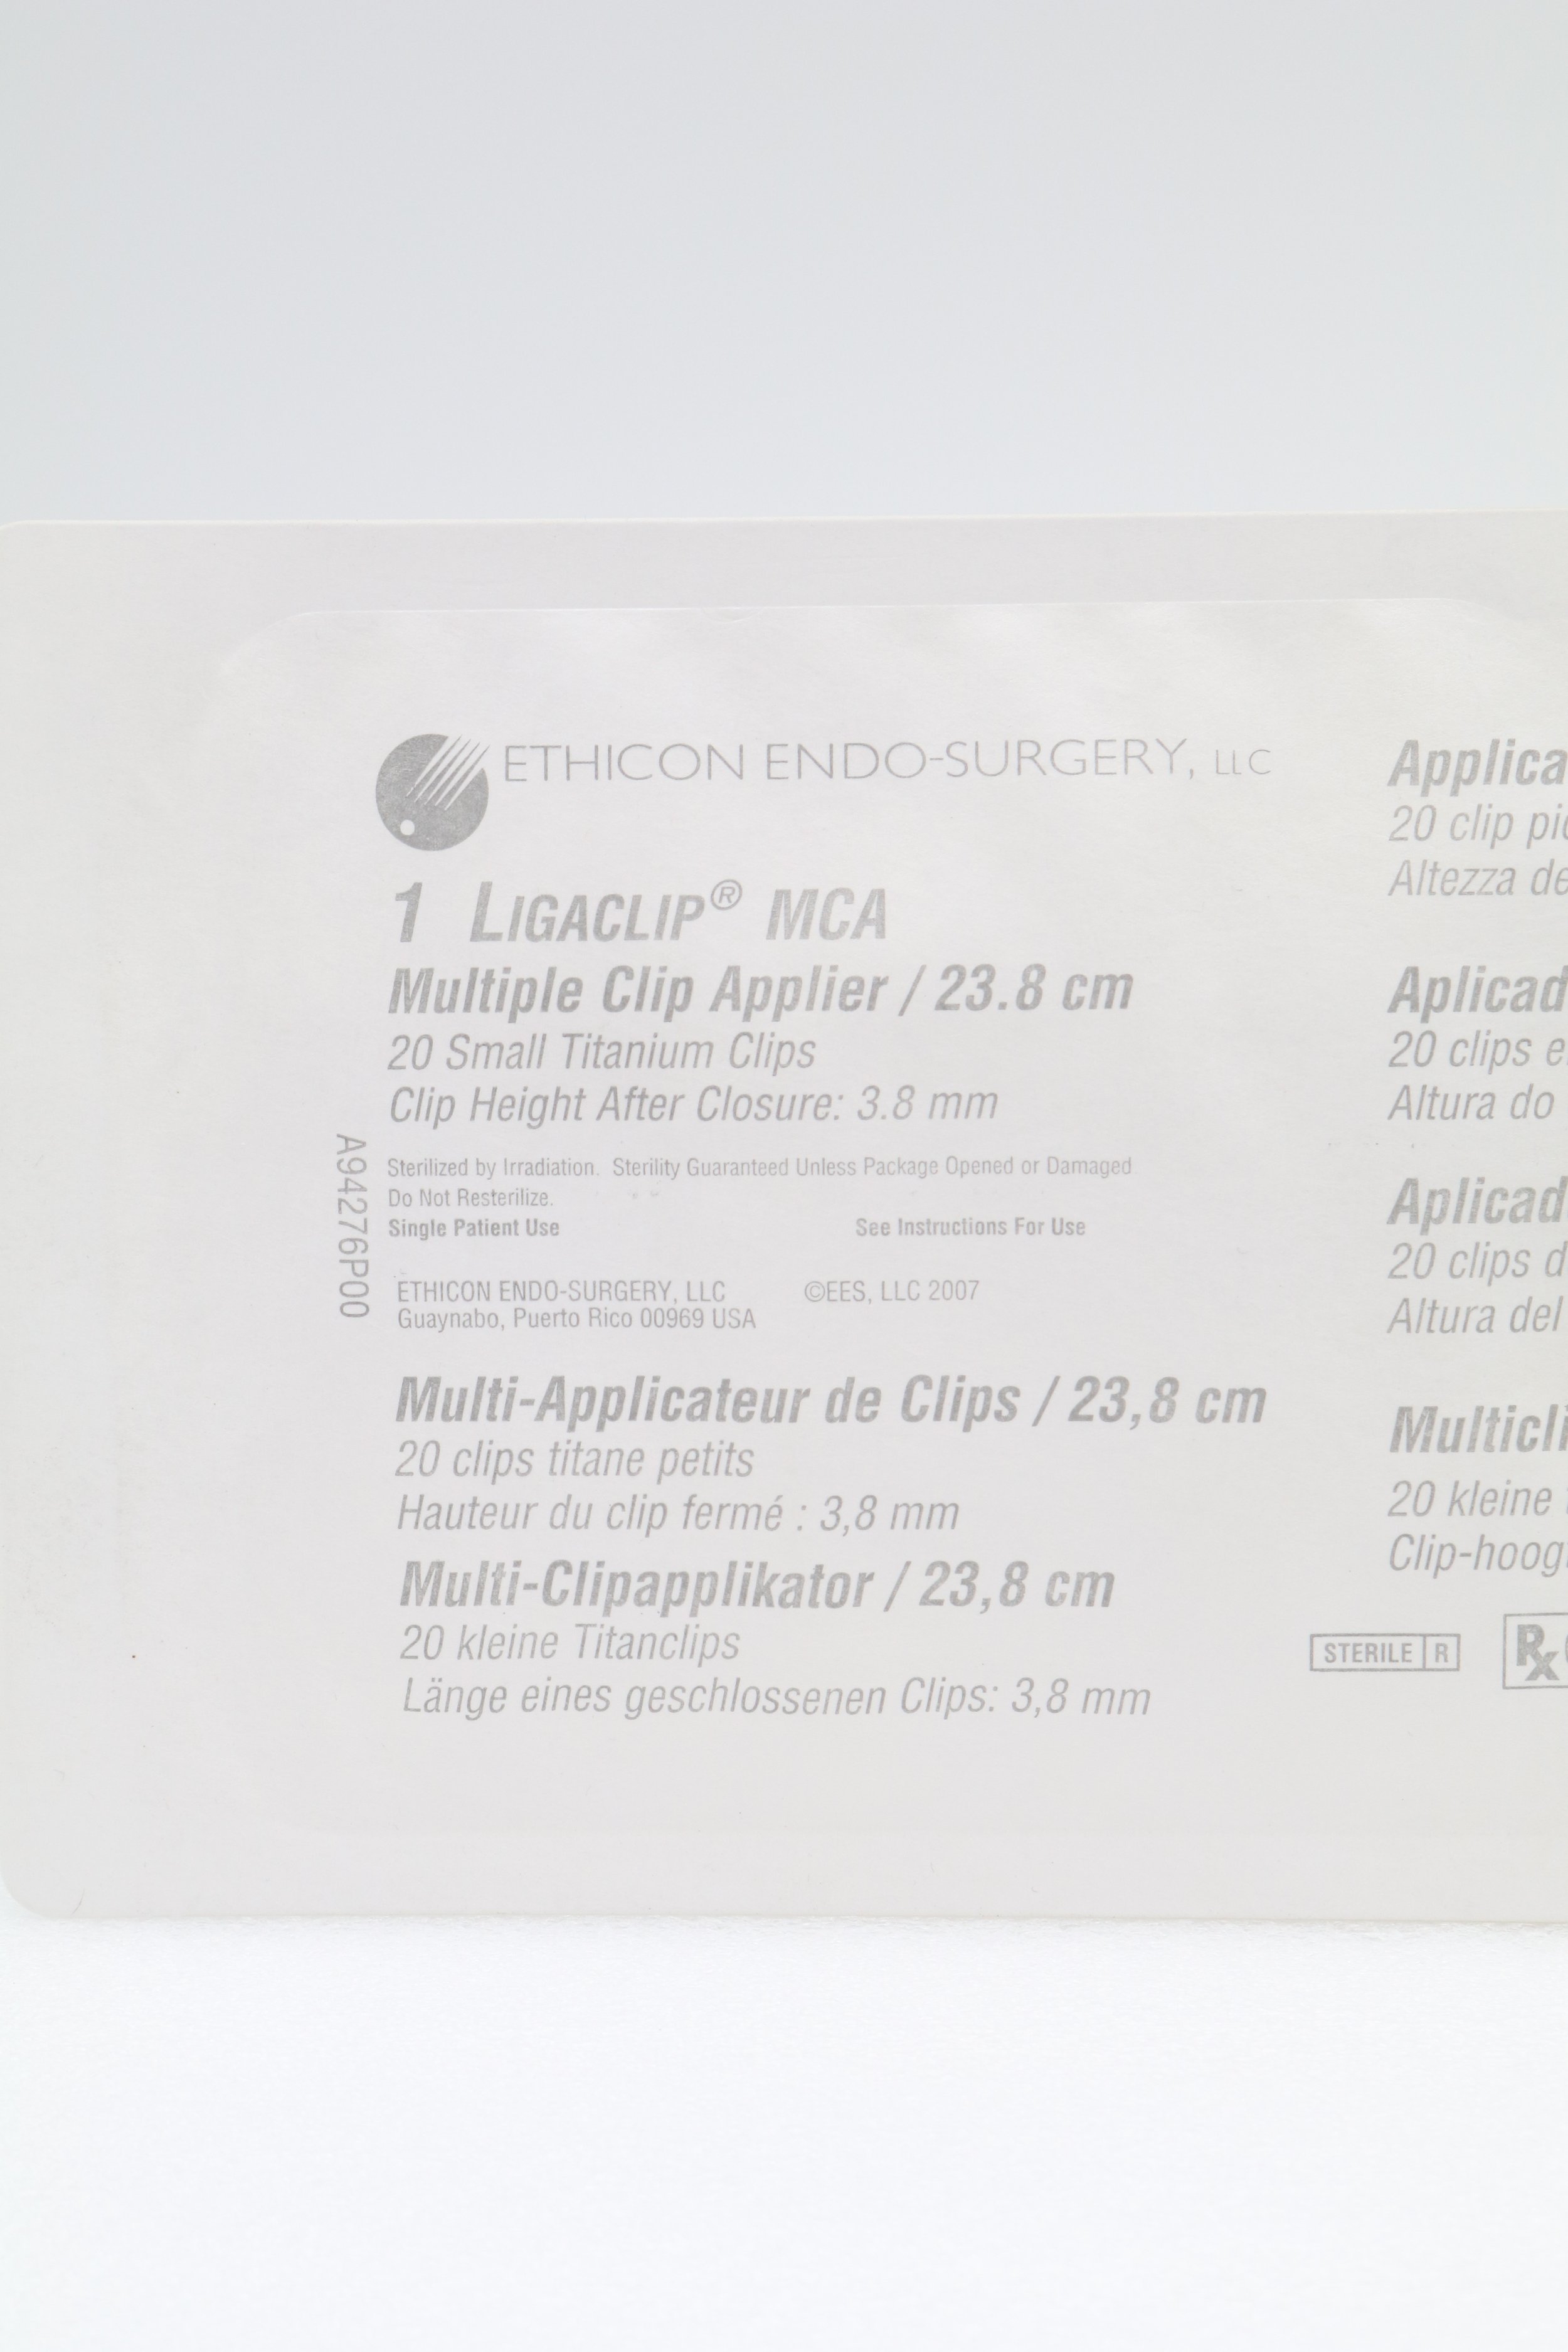 ETHICON ENDO-SURGERY, LLC
1 LIGACLIP® MCA
Multiple Clip Applier / 23.8 cm
20 Small Titanium Clips
Clip Height After Closure: 3.8 mm
Sterilized by Irradiation. Sterility Guaranteed Unless Package Opened or Damaged.
Do Not Resterilize.
Single Patient Use See Instructions For Use
A94276P00
ETHICON ENDO-SURGERY, LLC ©EES, LLC 2007
Guaynabo, Puerto Rico 00969 USA
Multi-Applicateur de Clips / 23,8 cm
20 clips titane petits
Hauteur du clip fermé : 3,8 mm
Multi-Clipapplikator / 23,8 cm
20 kleine Titanclips
Länge eines geschlossenen Clips: 3,8 mm
20 clip
Altezza
20 clips
Altura do
20 clips
Altura del
20 kleine
STERILE R
Rx